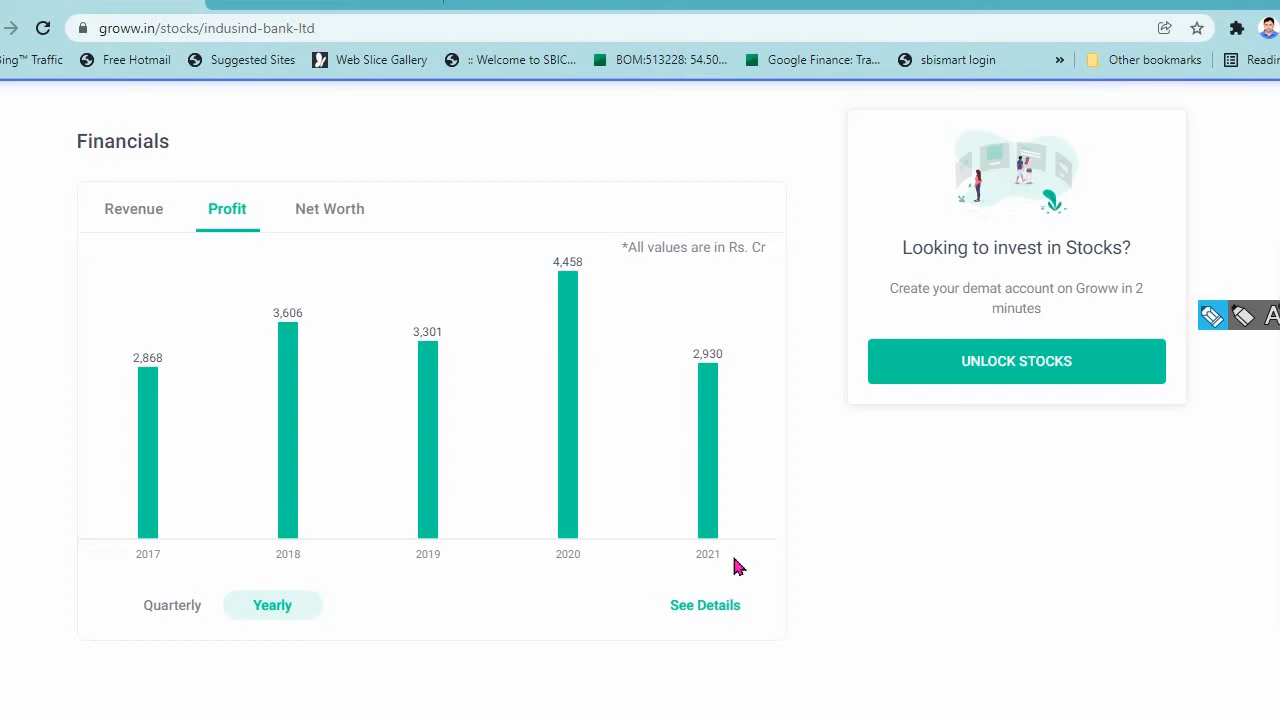 groww.in/stocks/indusind-bank-ltd
Bing™ Traffic Free Hotmail Suggested Sites Web Slice Gallery :: Welcome to SBIC... BOM:513228: 54.50... Google Finance: Tra... sbismart login » Other bookmarks
Financials
Revenue Profit Net Worth
*All values are in Rs. Cr
4,458
3,606
3,301
2,930
2,868
2017 2018 2019 2020 2021
Quarterly Yearly See Details
Looking to invest in Stocks?
Create your demat account on Groww in 2
minutes
UNLOCK STOCKS
A